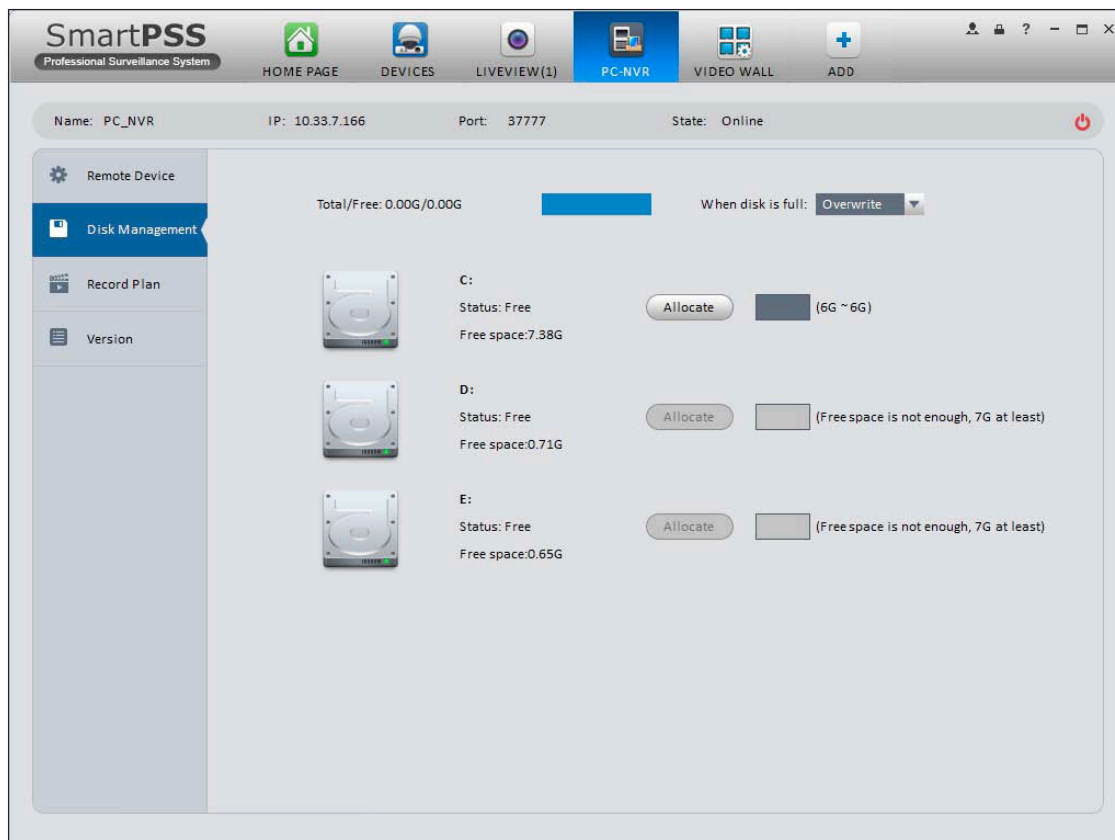 SmartPSS
Professional Surveillance System
HOME PAGE
DEVICES
LIVEVIEW(1)
PC-NVR
VIDEO WALL
ADD
Name: PC_NVR IP: 10.33.7.166 Port: 37777 State: Online
Remote Device
Disk Management
Record Plan
Version
Total/Free: 0.00G/0.00G When disk is full: Overwrite
C:
Status: Free Allocate (6G ~ 6G)
Free space:7.38G
D:
Status: Free Allocate (Free space is not enough, 7G at least)
Free space:0.71G
E:
Status: Free Allocate (Free space is not enough, 7G at least)
Free space:0.65G